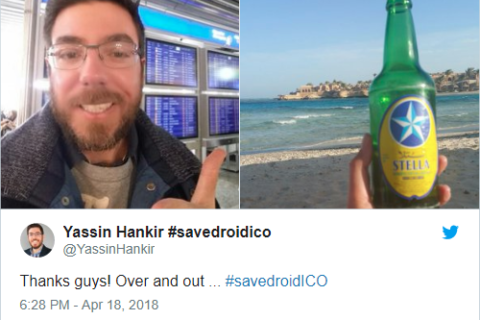 STELLA
Yassin Hankir #savedroidico
@YassinHankir
Thanks guys! Over and out ... #savedroidICO
6:28 PM - Apr 18, 2018